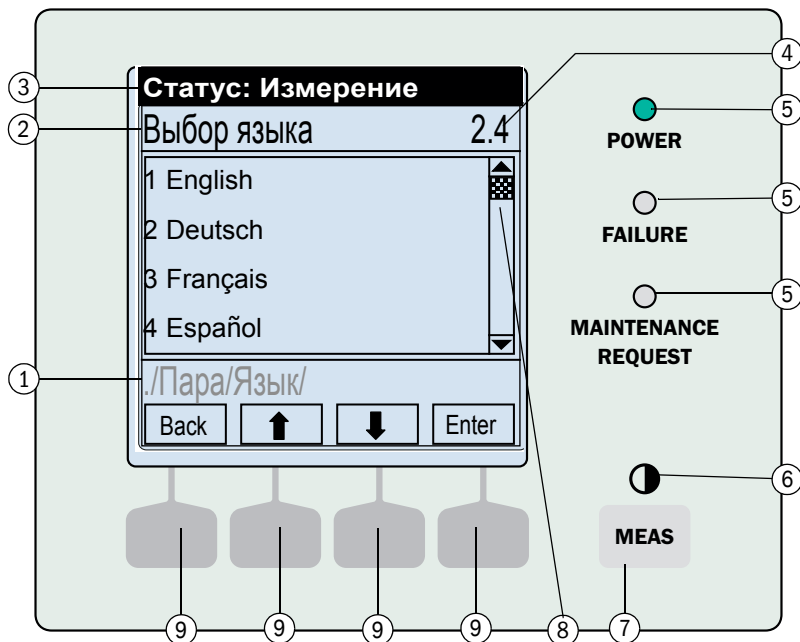 Статус: Измерение
Выбор языка 2.4
1 English
2 Deutsch
3 Français
4 Español
./Пара/Язык/
Back
Enter
POWER
FAILURE
MAINTENANCE
REQUEST
MEAS
3
2
1
4
5
5
5
6
7
8
9
9
9
9